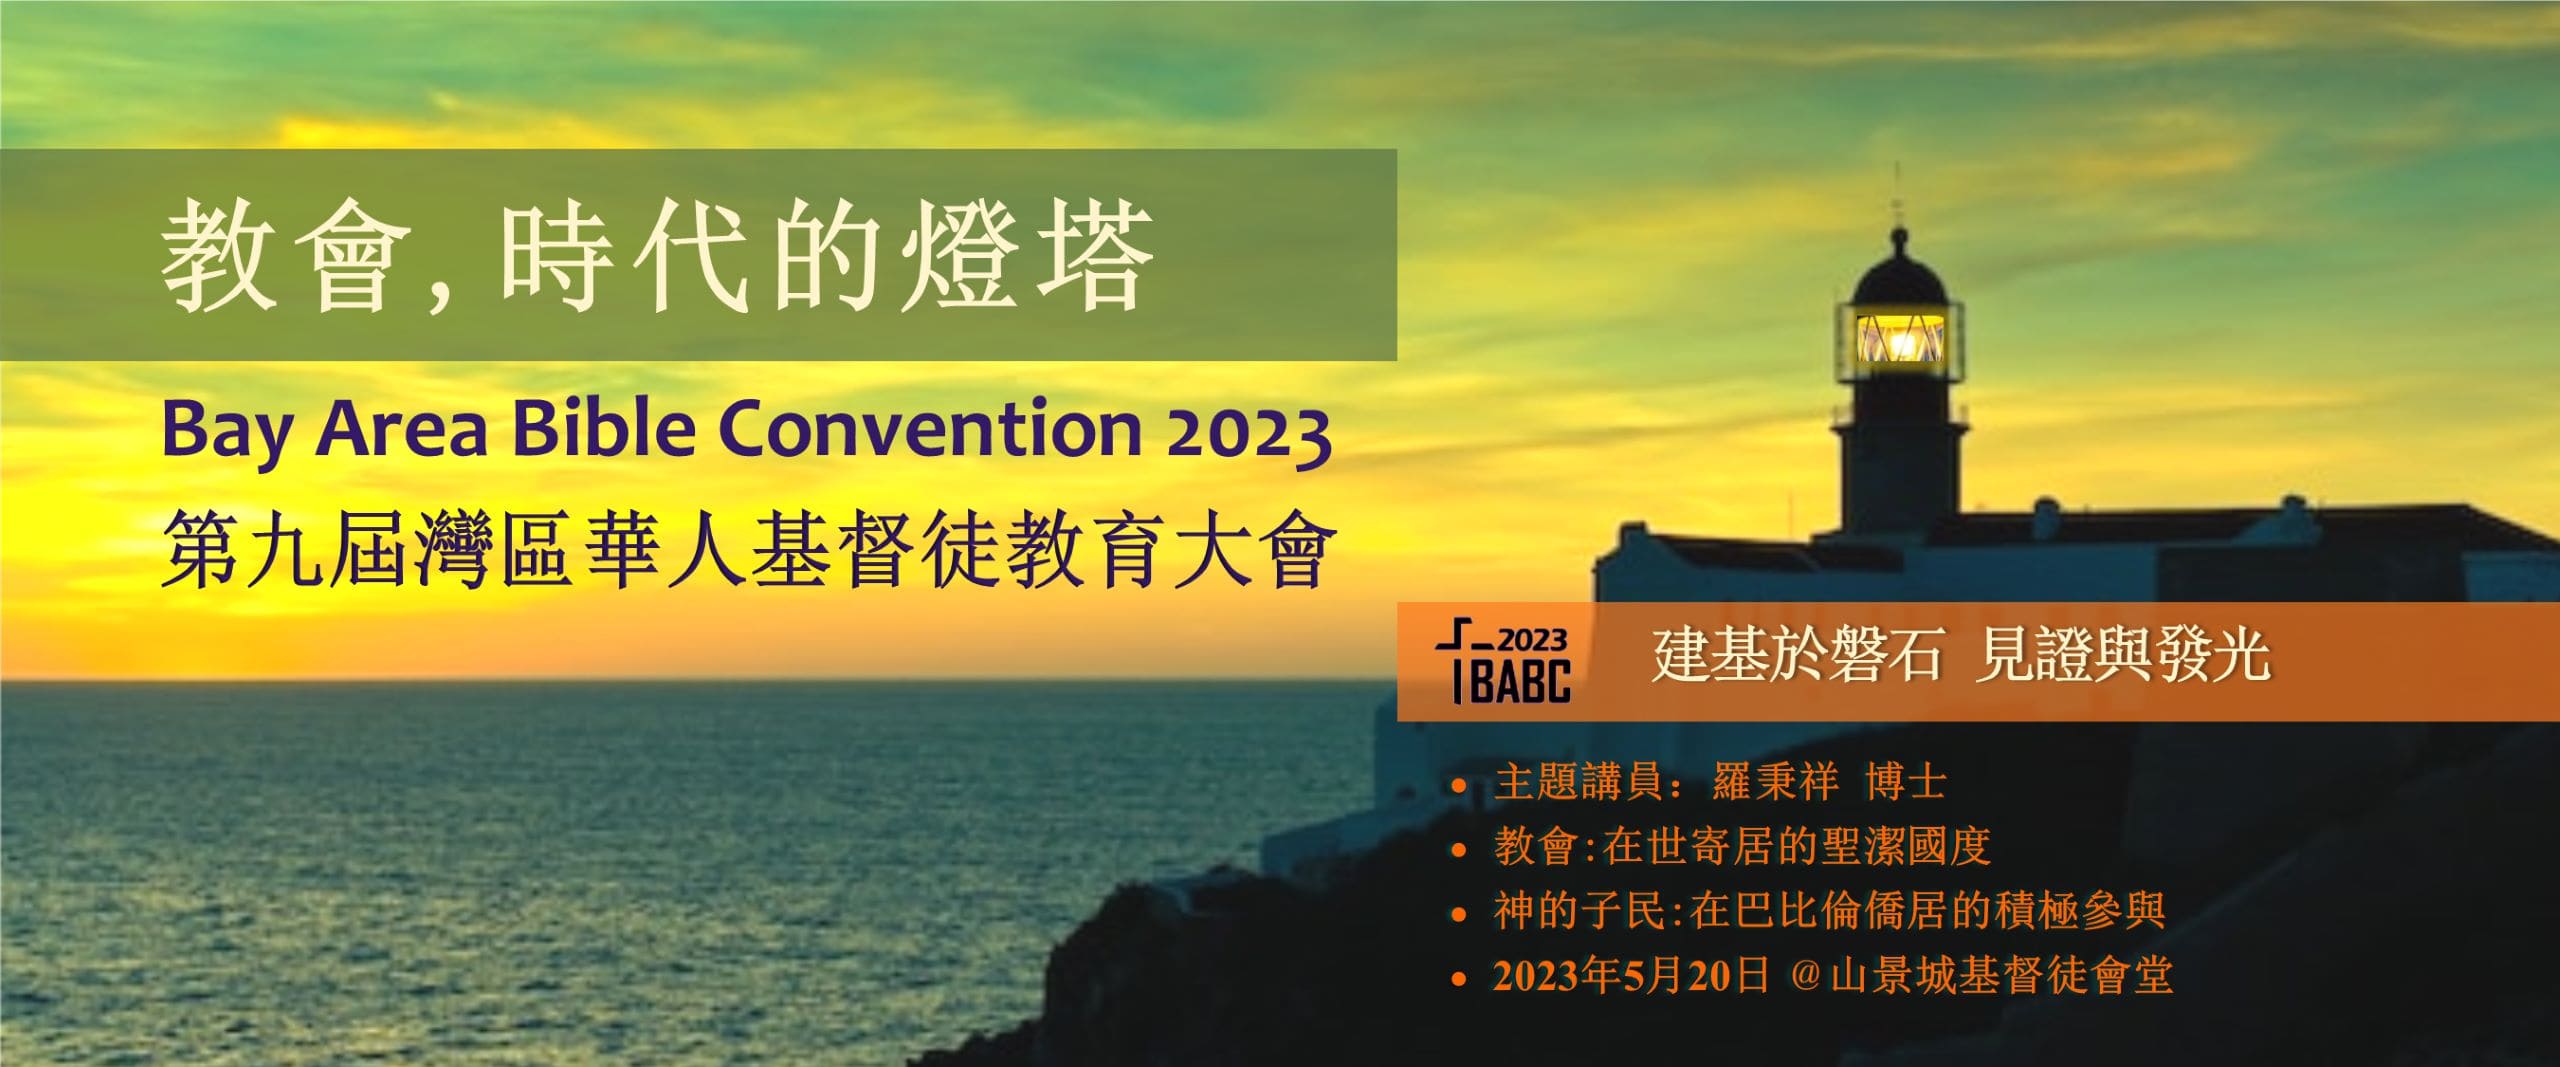 教會，時代的燈塔
Bay Area Bible Convention 2023
第九屆灣區華人基督徒教育大會
2023
BABC
建基於磐石 見證與發光
• 主題講員：羅秉祥 博士
• 教會:在世寄居的聖潔國度
• 神的子民:在巴比倫僑居的積極參與
• 2023年5月20日 @山景城基督徒會堂